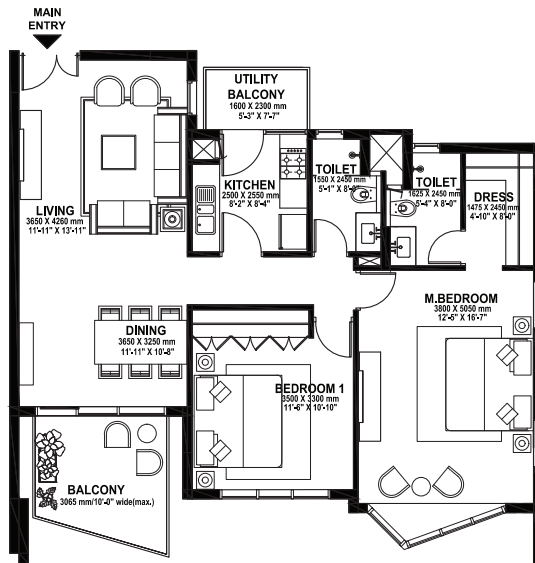 MAIN
ENTRY
UTILITY
BALCONY
1600 X 2300 mm
5'-3" X 7'-7"
KITCHEN
2500 X 2550 mm
8'-2" X 8'-4"
TOILET
1550 X 2450 mm
5'-1" X 8'-0"
TOILET
1625 X 2450 mm
5'-4" X 8'-0"
DRESS
1475 X 2450 mm
4'-10" X 8'-0"
LIVING
3650 X 4260 mm
11'-11" X 13'-11"
DINING
3650 X 3250 mm
11'-11" X 10'-8"
M.BEDROOM
3800 X 5050 mm
12'-5" X 16'-7"
BEDROOM 1
3500 X 3300 mm
11'-6" X 10'-10"
BALCONY
3065 mm/10'-0" wide(max.)